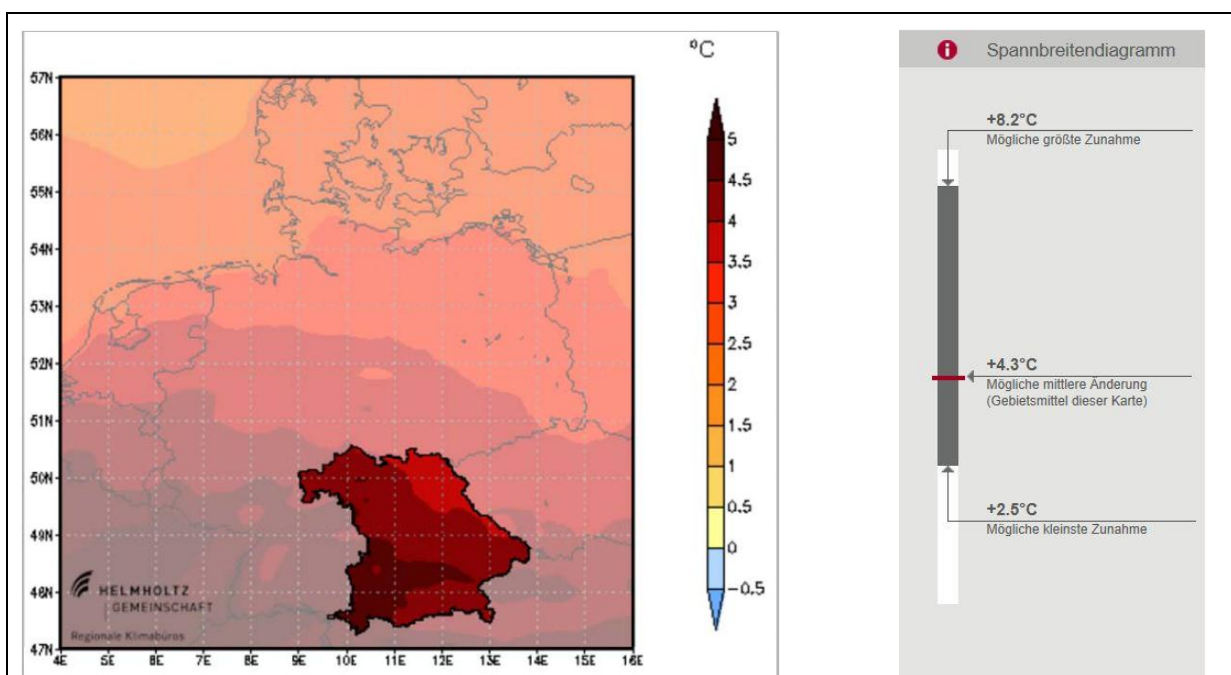 °C
57N
56N
55N
54N
53N
52N
51N
50N
49N
48N
47N
4E 5E 6E 7E 8E 9E 10E 11E 12E 13E 14E 15E 16E
HELMHOLTZ
GEMEINSCHAFT
Regionale Klimabüros
5
4.5
4
3.5
3
2.5
2
1.5
1
0.5
0
-0.5
i Spannbreitendiagramm
+8.2°C
Mögliche größte Zunahme
+4.3°C
Mögliche mittlere Änderung
(Gebietsmittel dieser Karte)
+2.5°C
Mögliche kleinste Zunahme